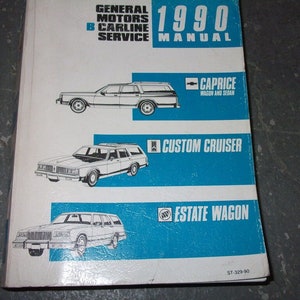 GENERAL
MOTORS
B CARLINE
SERVICE
1990
MANUAL
CAPRICE
WAGON AND SEDAN
CUSTOM CRUISER
ESTATE WAGON
ST-329-90